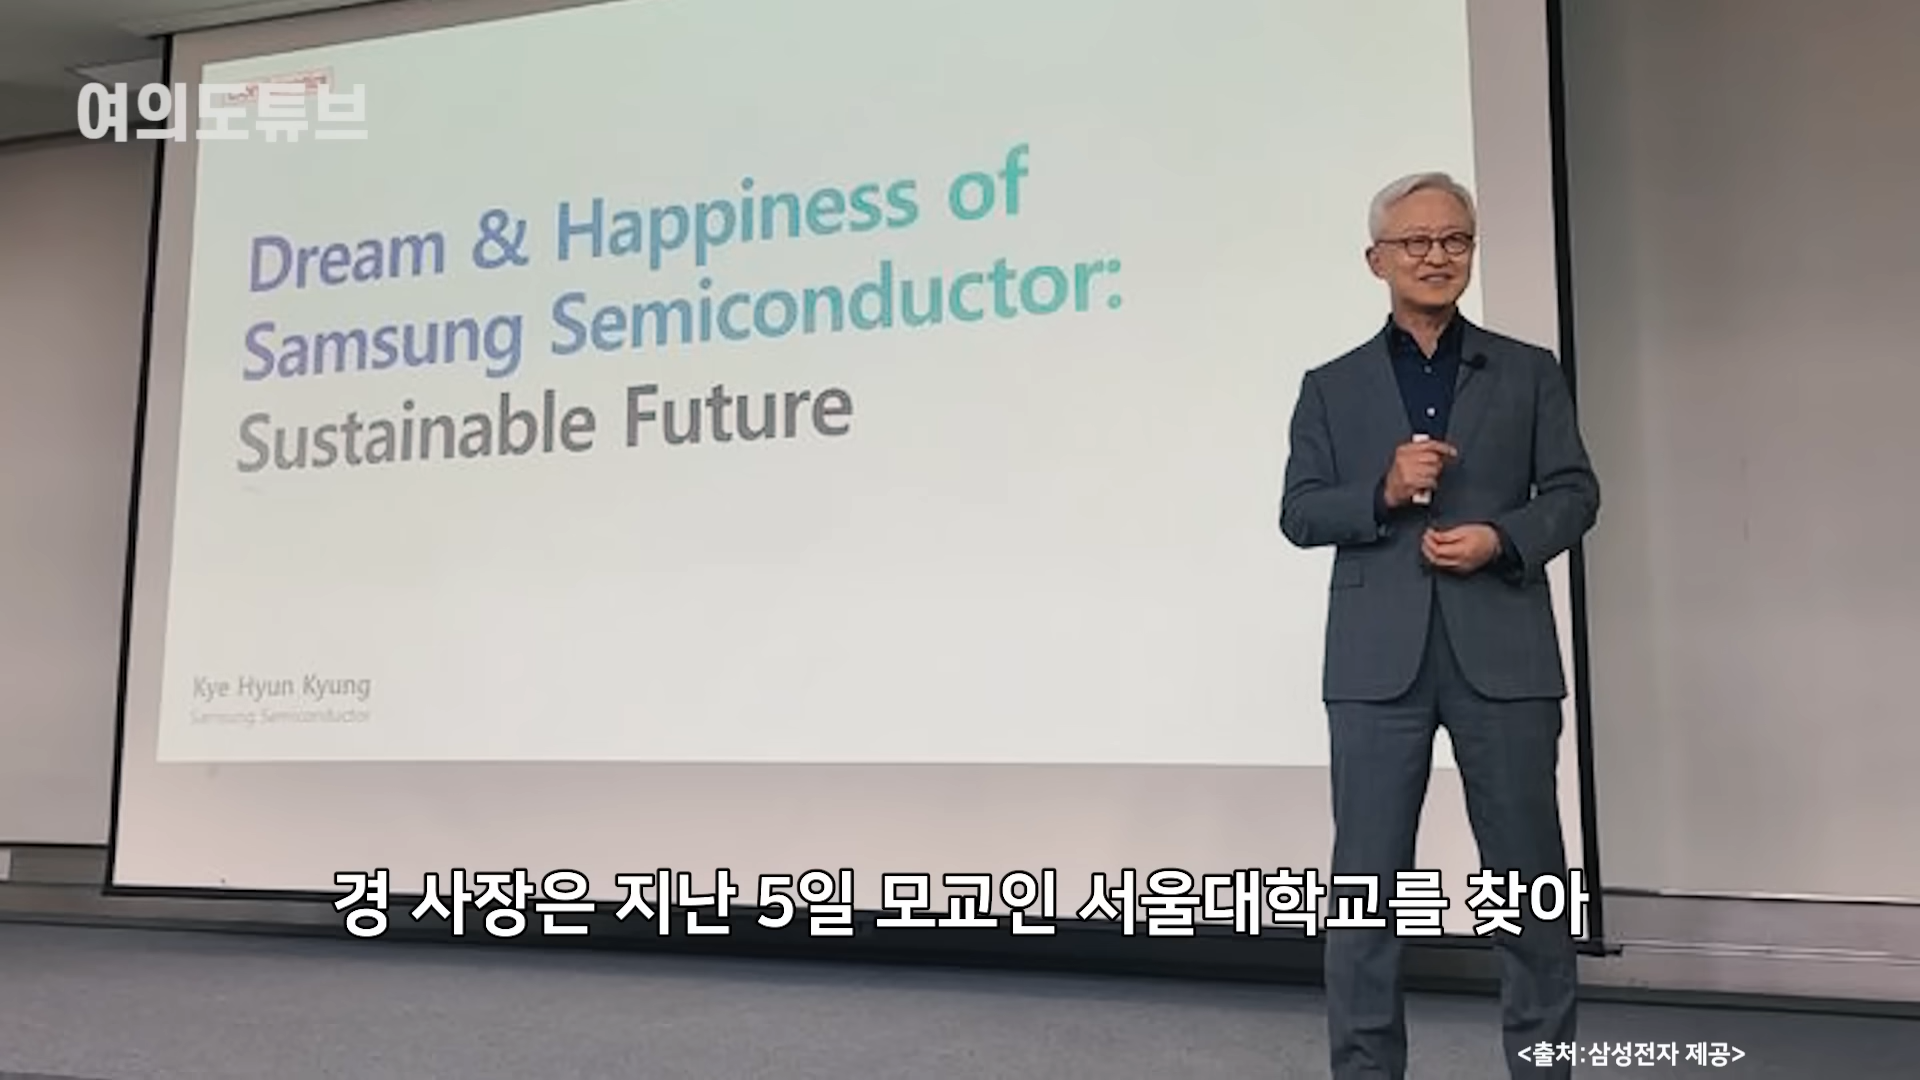 여의도튜브
Dream & Happiness of
Samsung Semiconductor:
Sustainable Future
Kye Hyun Kyung
Samsung Semiconductor
경 사장은 지난 5일 모교인 서울대학교를 찾아
<출처:삼성전자 제공>